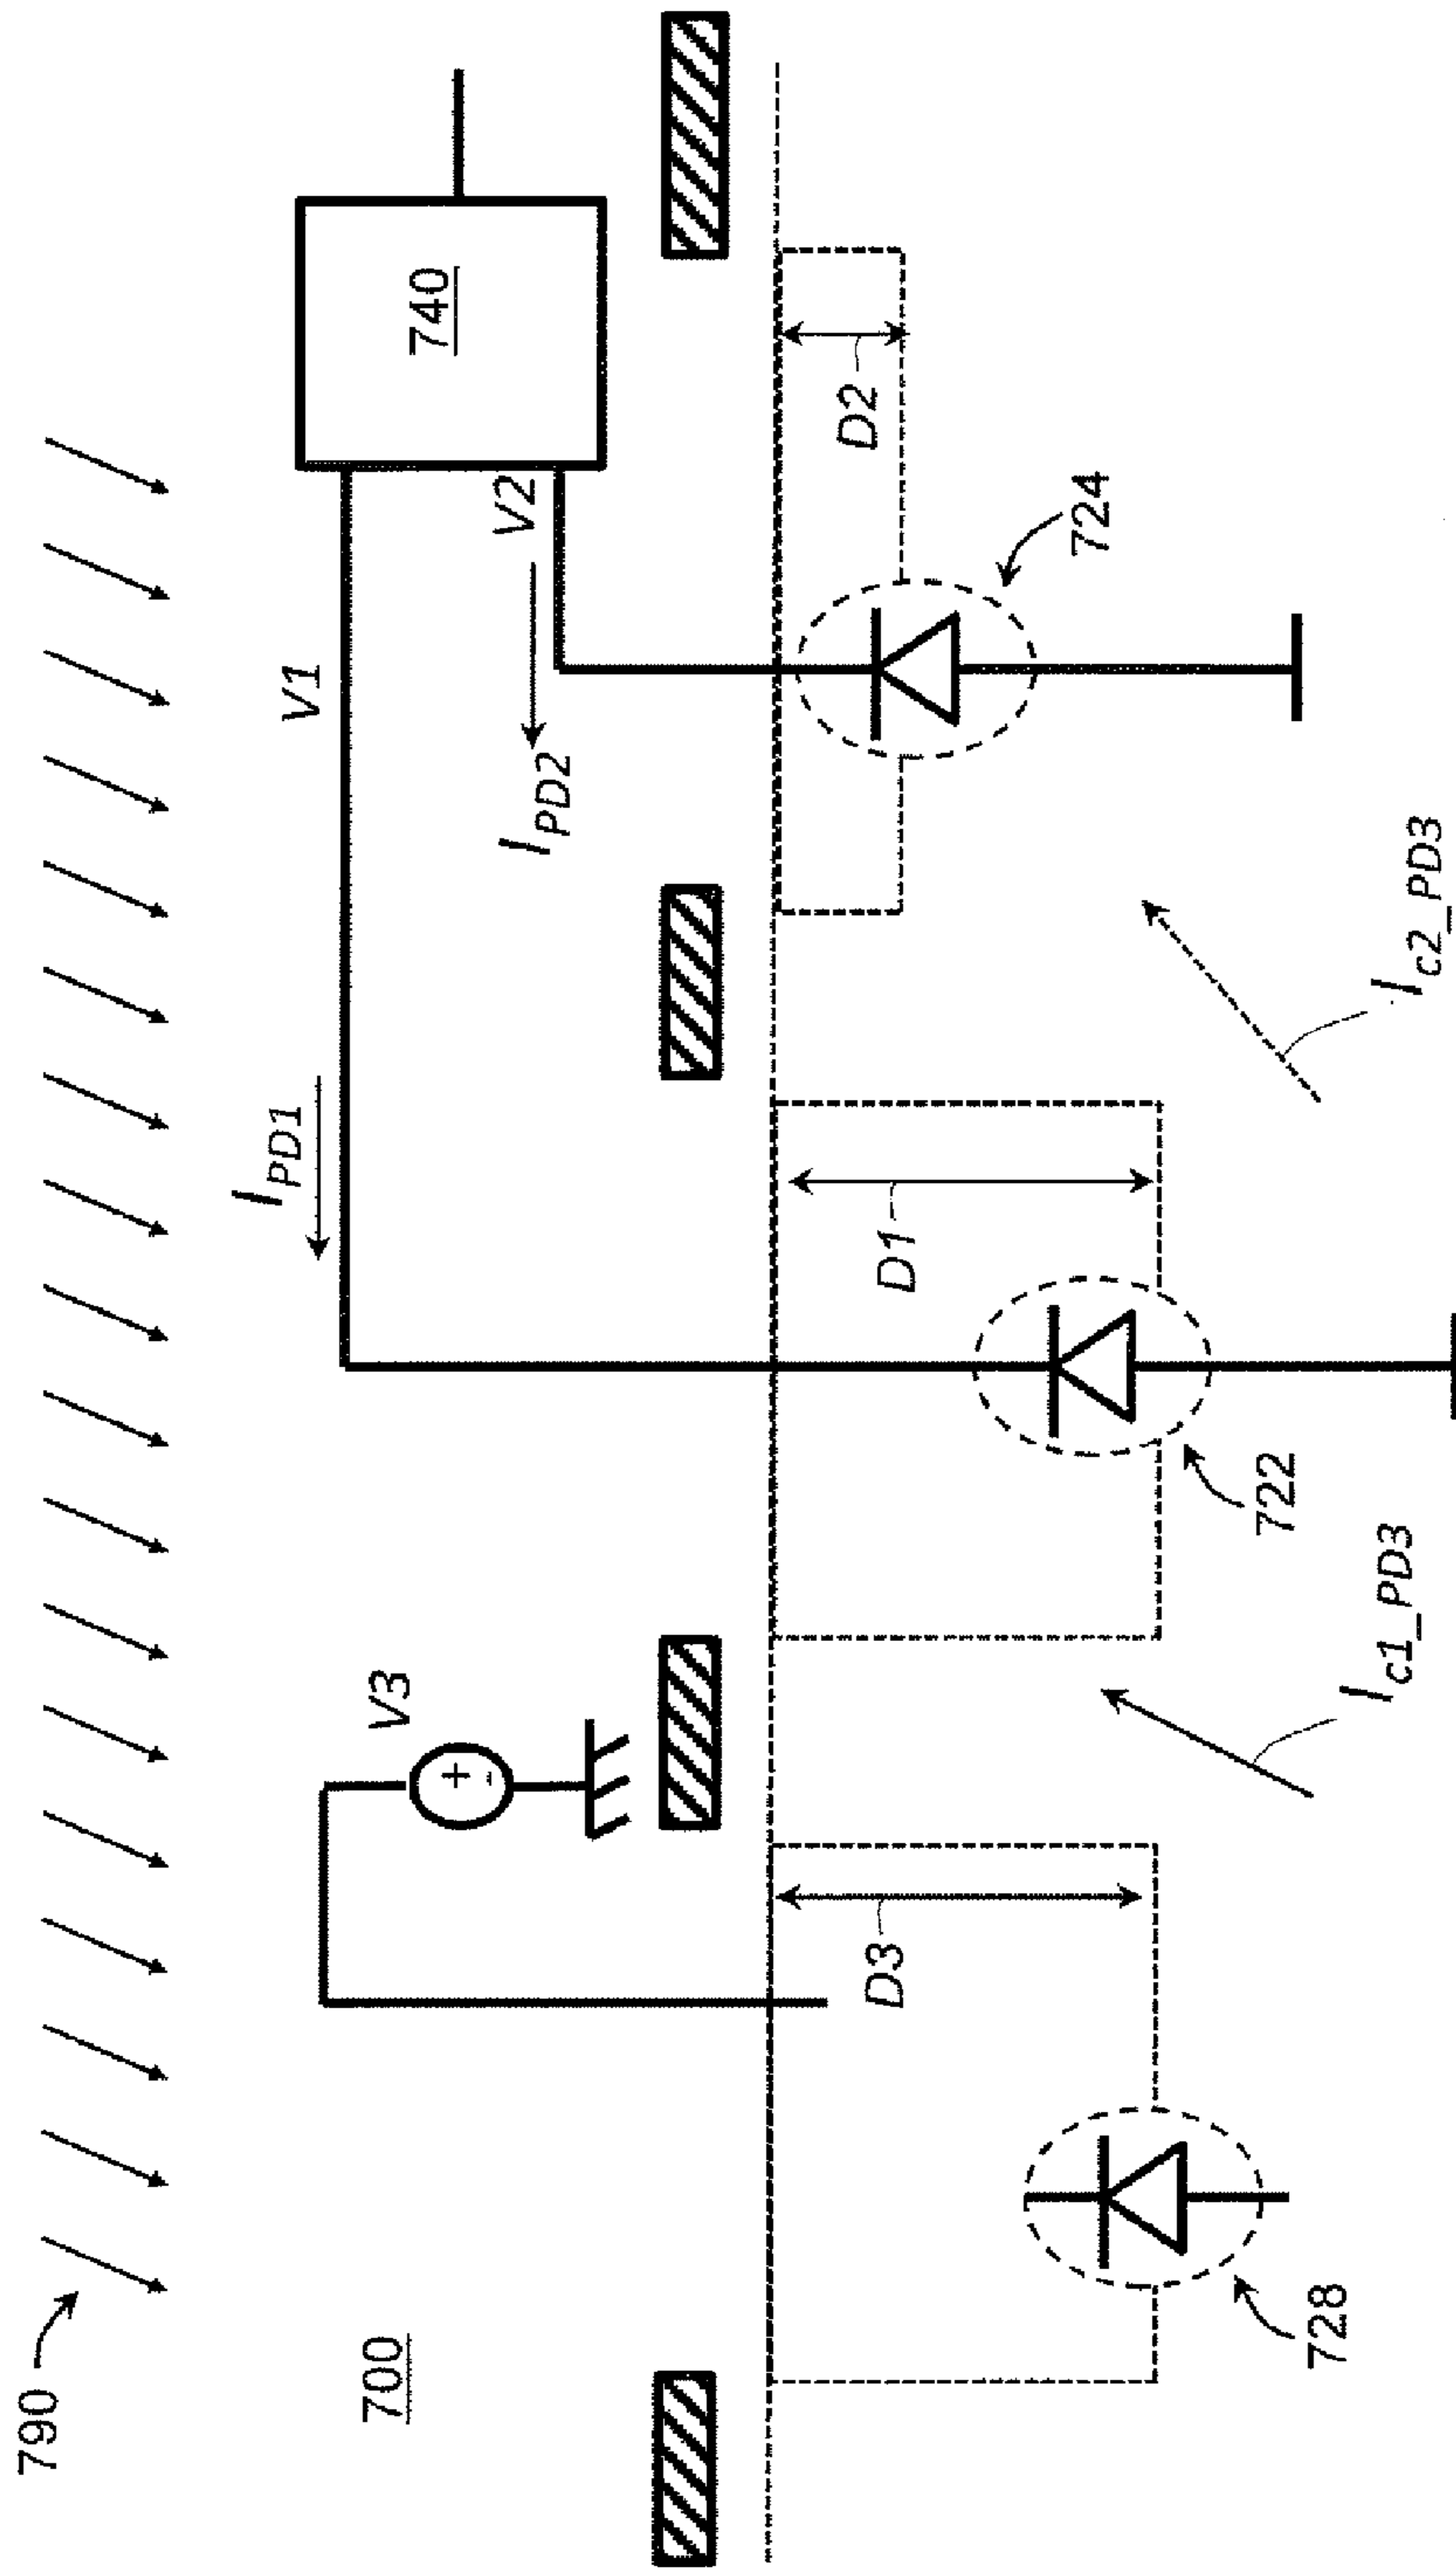 790
700
I_PD1
V1
740
V3
I_PD2
V2
D3
D1
D2
728
722
724
I_c1_PD3
I_c2_PD3
+
-